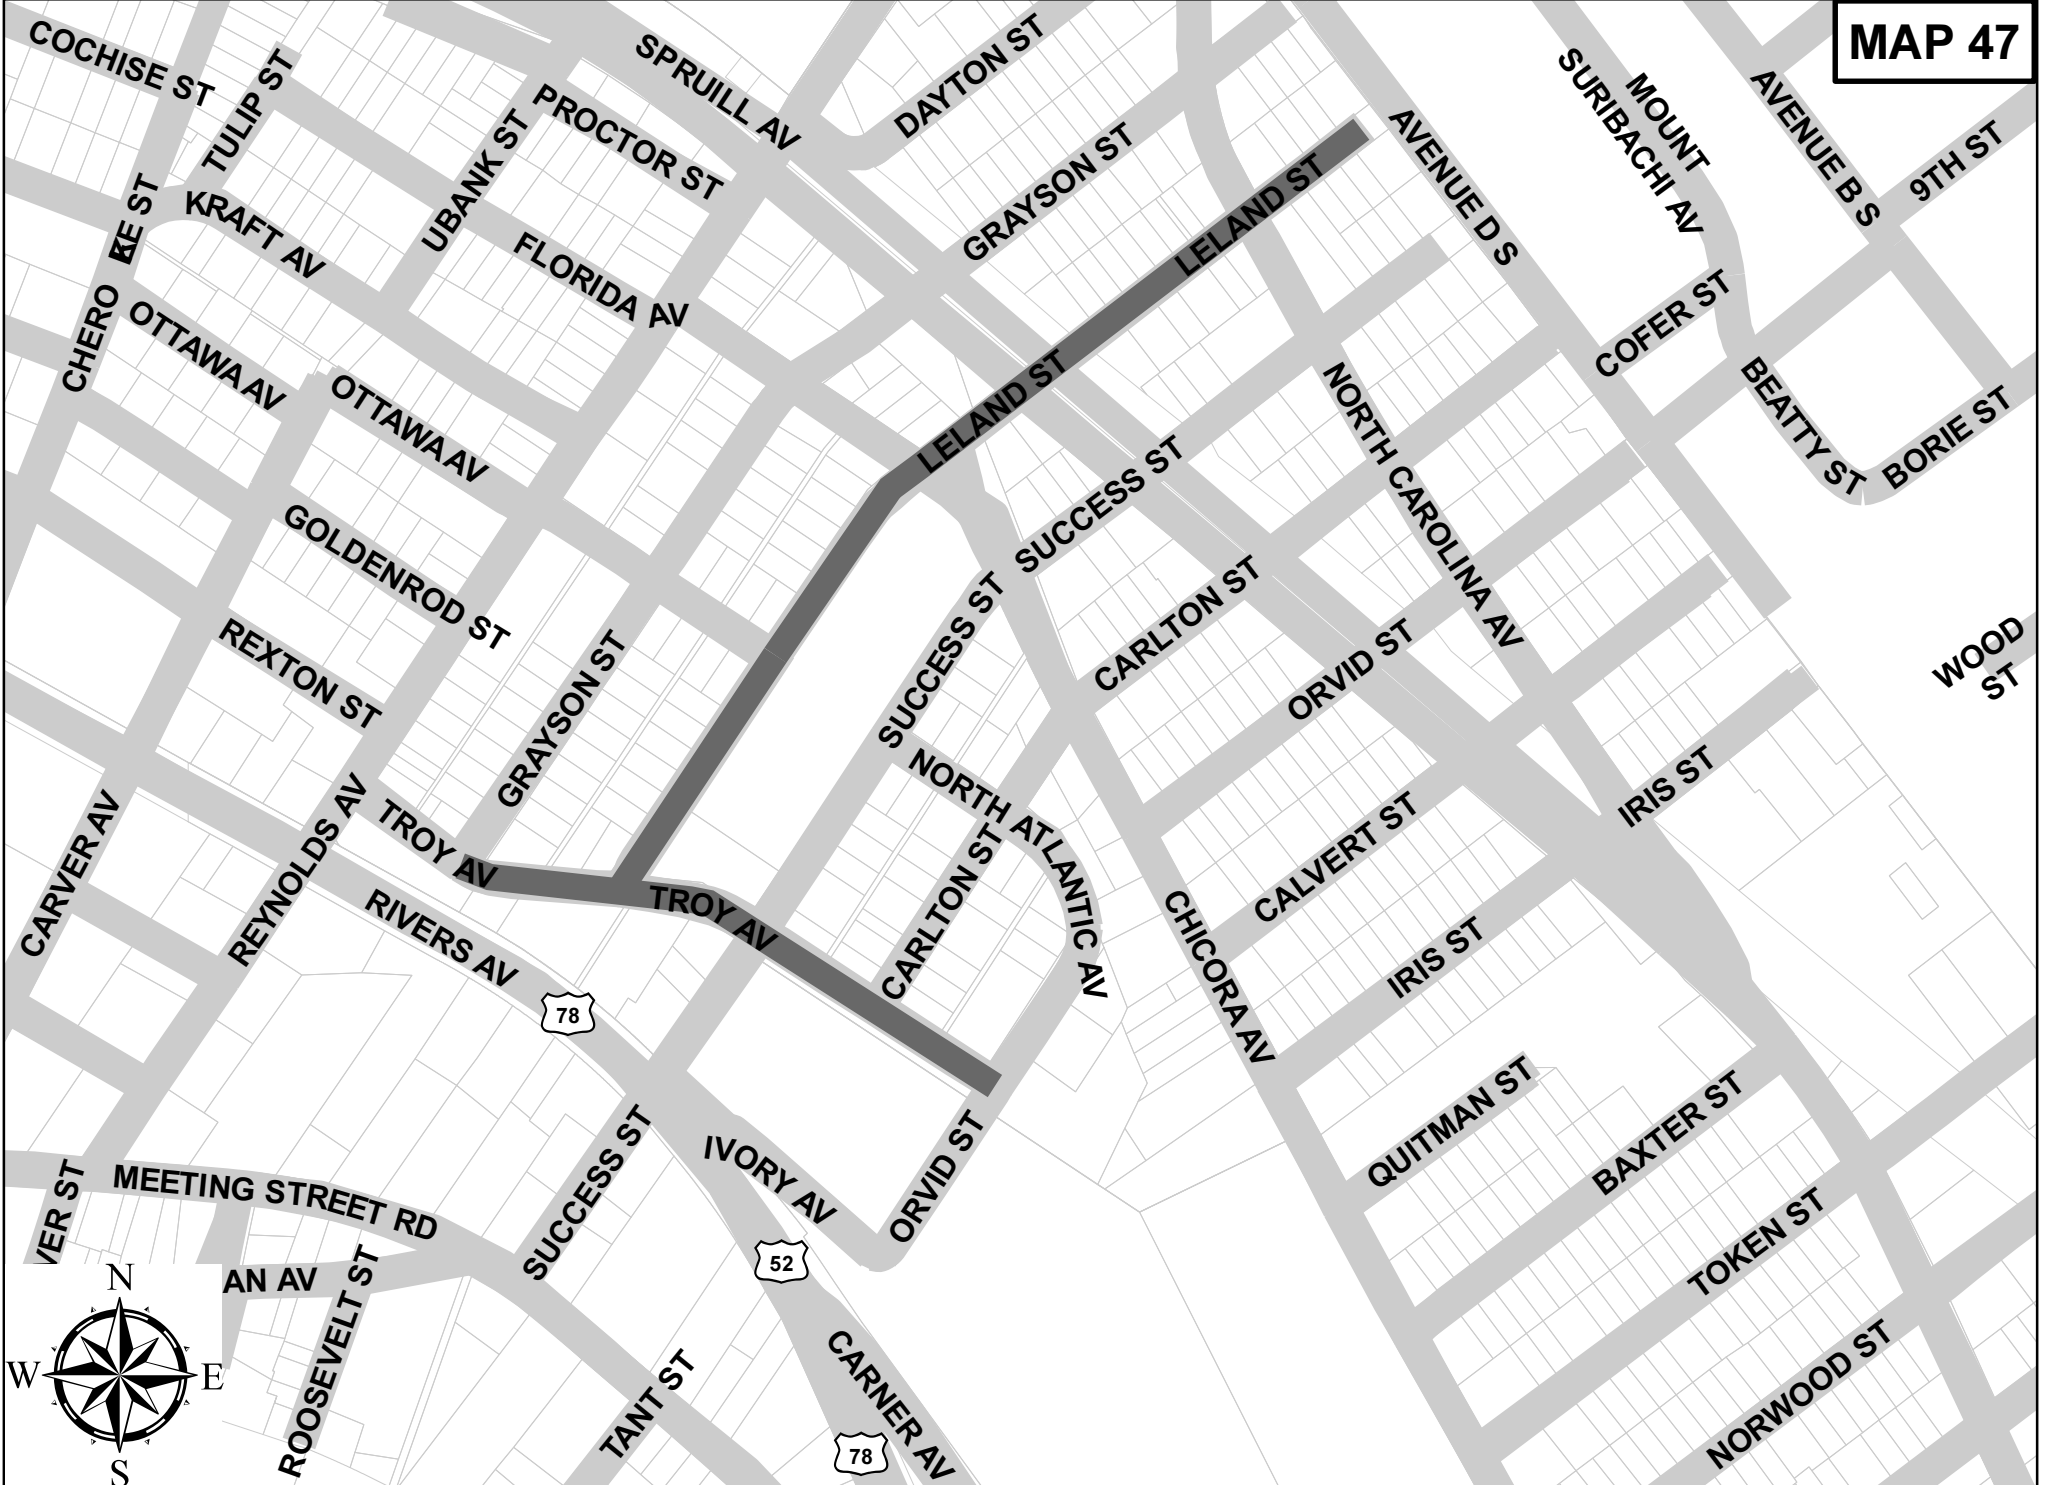 MAP 47
COCHISE ST
TULIP ST
SPRUILL AV
DAYTON ST
PROCTOR ST
UBANK ST
GRAYSON ST
AVENUE D S
MOUNT
SURIBACHI AV
AVENUE B S
9TH ST
KE ST
CHERO
KRAFT AV
FLORIDA AV
LELAND ST
COFER ST
OTTAWA AV
OTTAWA AV
LELAND ST
NORTH CAROLINA AV
BEATTY ST
BORIE ST
SUCCESS ST
GOLDENROD ST
CARLTON ST
SUCCESS ST
REXTON ST
GRAYSON ST
ORVID ST
WOOD
ST
NORTH ATLANTIC AV
IRIS ST
CARVER AV
REYNOLDS AV
TROY AV
CARLTON ST
CALVERT ST
TROY AV
RIVERS AV
CHICORA AV
IRIS ST
78
QUITMAN ST
BAXTER ST
VER ST
MEETING STREET RD
SUCCESS ST
IVORY AV
ORVID ST
TOKEN ST
52
AN AV
ROOSEVELT ST
TANT ST
CARNER AV
NORWOOD ST
78
N
W E
S